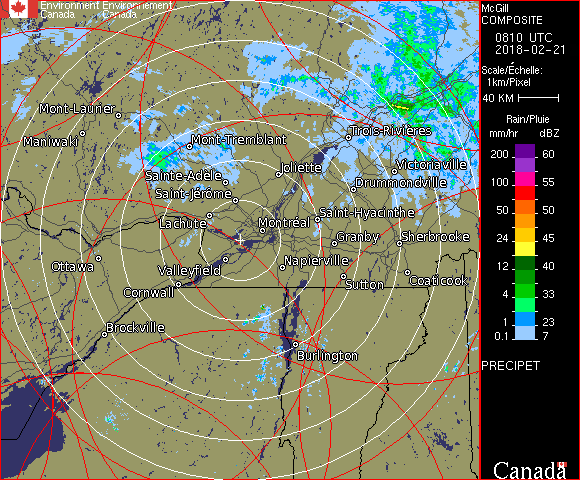 Environment Environnement
Canada Canada
McGill
COMPOSITE
0810 UTC
2018-02-21
Scale/Échelle:
1km/Pixel
40 KM
Rain/Pluie
mm/hr dBZ
200 60
100 55
50 50
24 45
12 40
4 33
1 23
0.1 7
PRECIPET
Canada
Mont-Laurier
Maniwaki
Mont-Tremblant
Trois-Rivières
Sainte-Adèle
Joliette
Victoriaville
Saint-Jérôme
Drummondville
Lachute
Montréal
Saint-Hyacinthe
Granby
Sherbrooke
Ottawa
Valleyfield
Napierville
Cornwall
Sutton
Coaticook
Brockville
Burlington